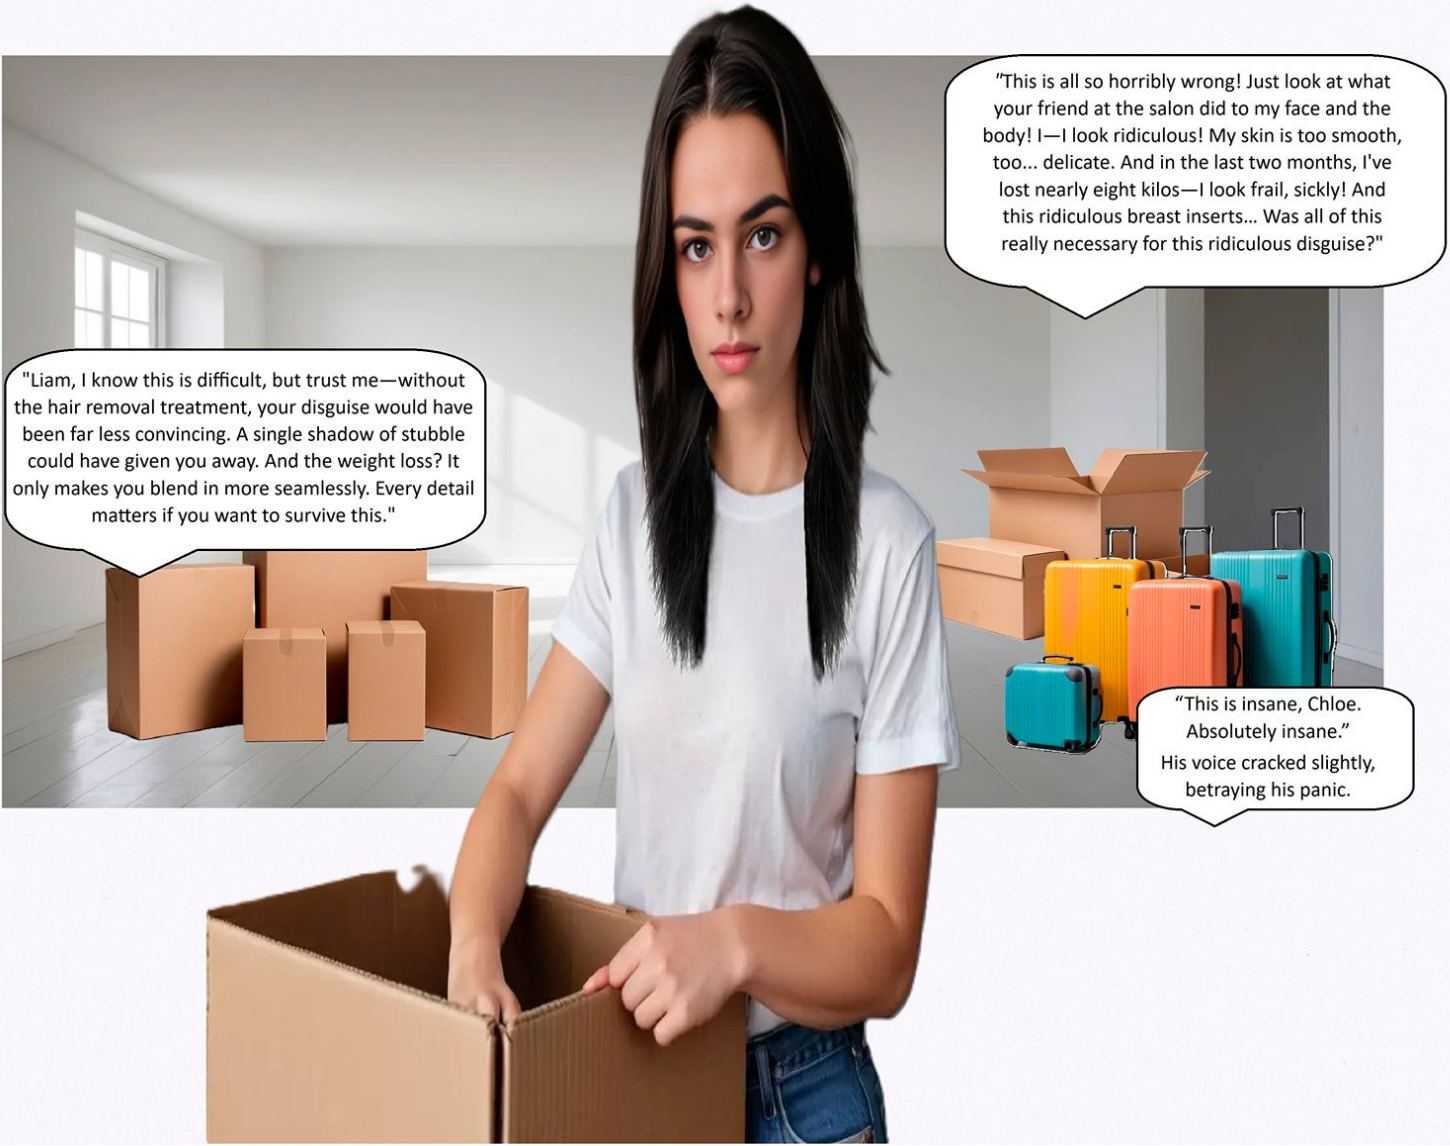 "This is all so horribly wrong! Just look at what
your friend at the salon did to my face and the
body! I—I look ridiculous! My skin is too smooth,
too... delicate. And in the last two months, I've
lost nearly eight kilos—I look frail, sickly! And
this ridiculous breast inserts... Was all of this
really necessary for this ridiculous disguise?"
"Liam, I know this is difficult, but trust me—without
the hair removal treatment, your disguise would have
been far less convincing. A single shadow of stubble
could have given you away. And the weight loss? It
only makes you blend in more seamlessly. Every detail
matters if you want to survive this."
“This is insane, Chloe.
Absolutely insane.”
His voice cracked slightly,
betraying his panic.